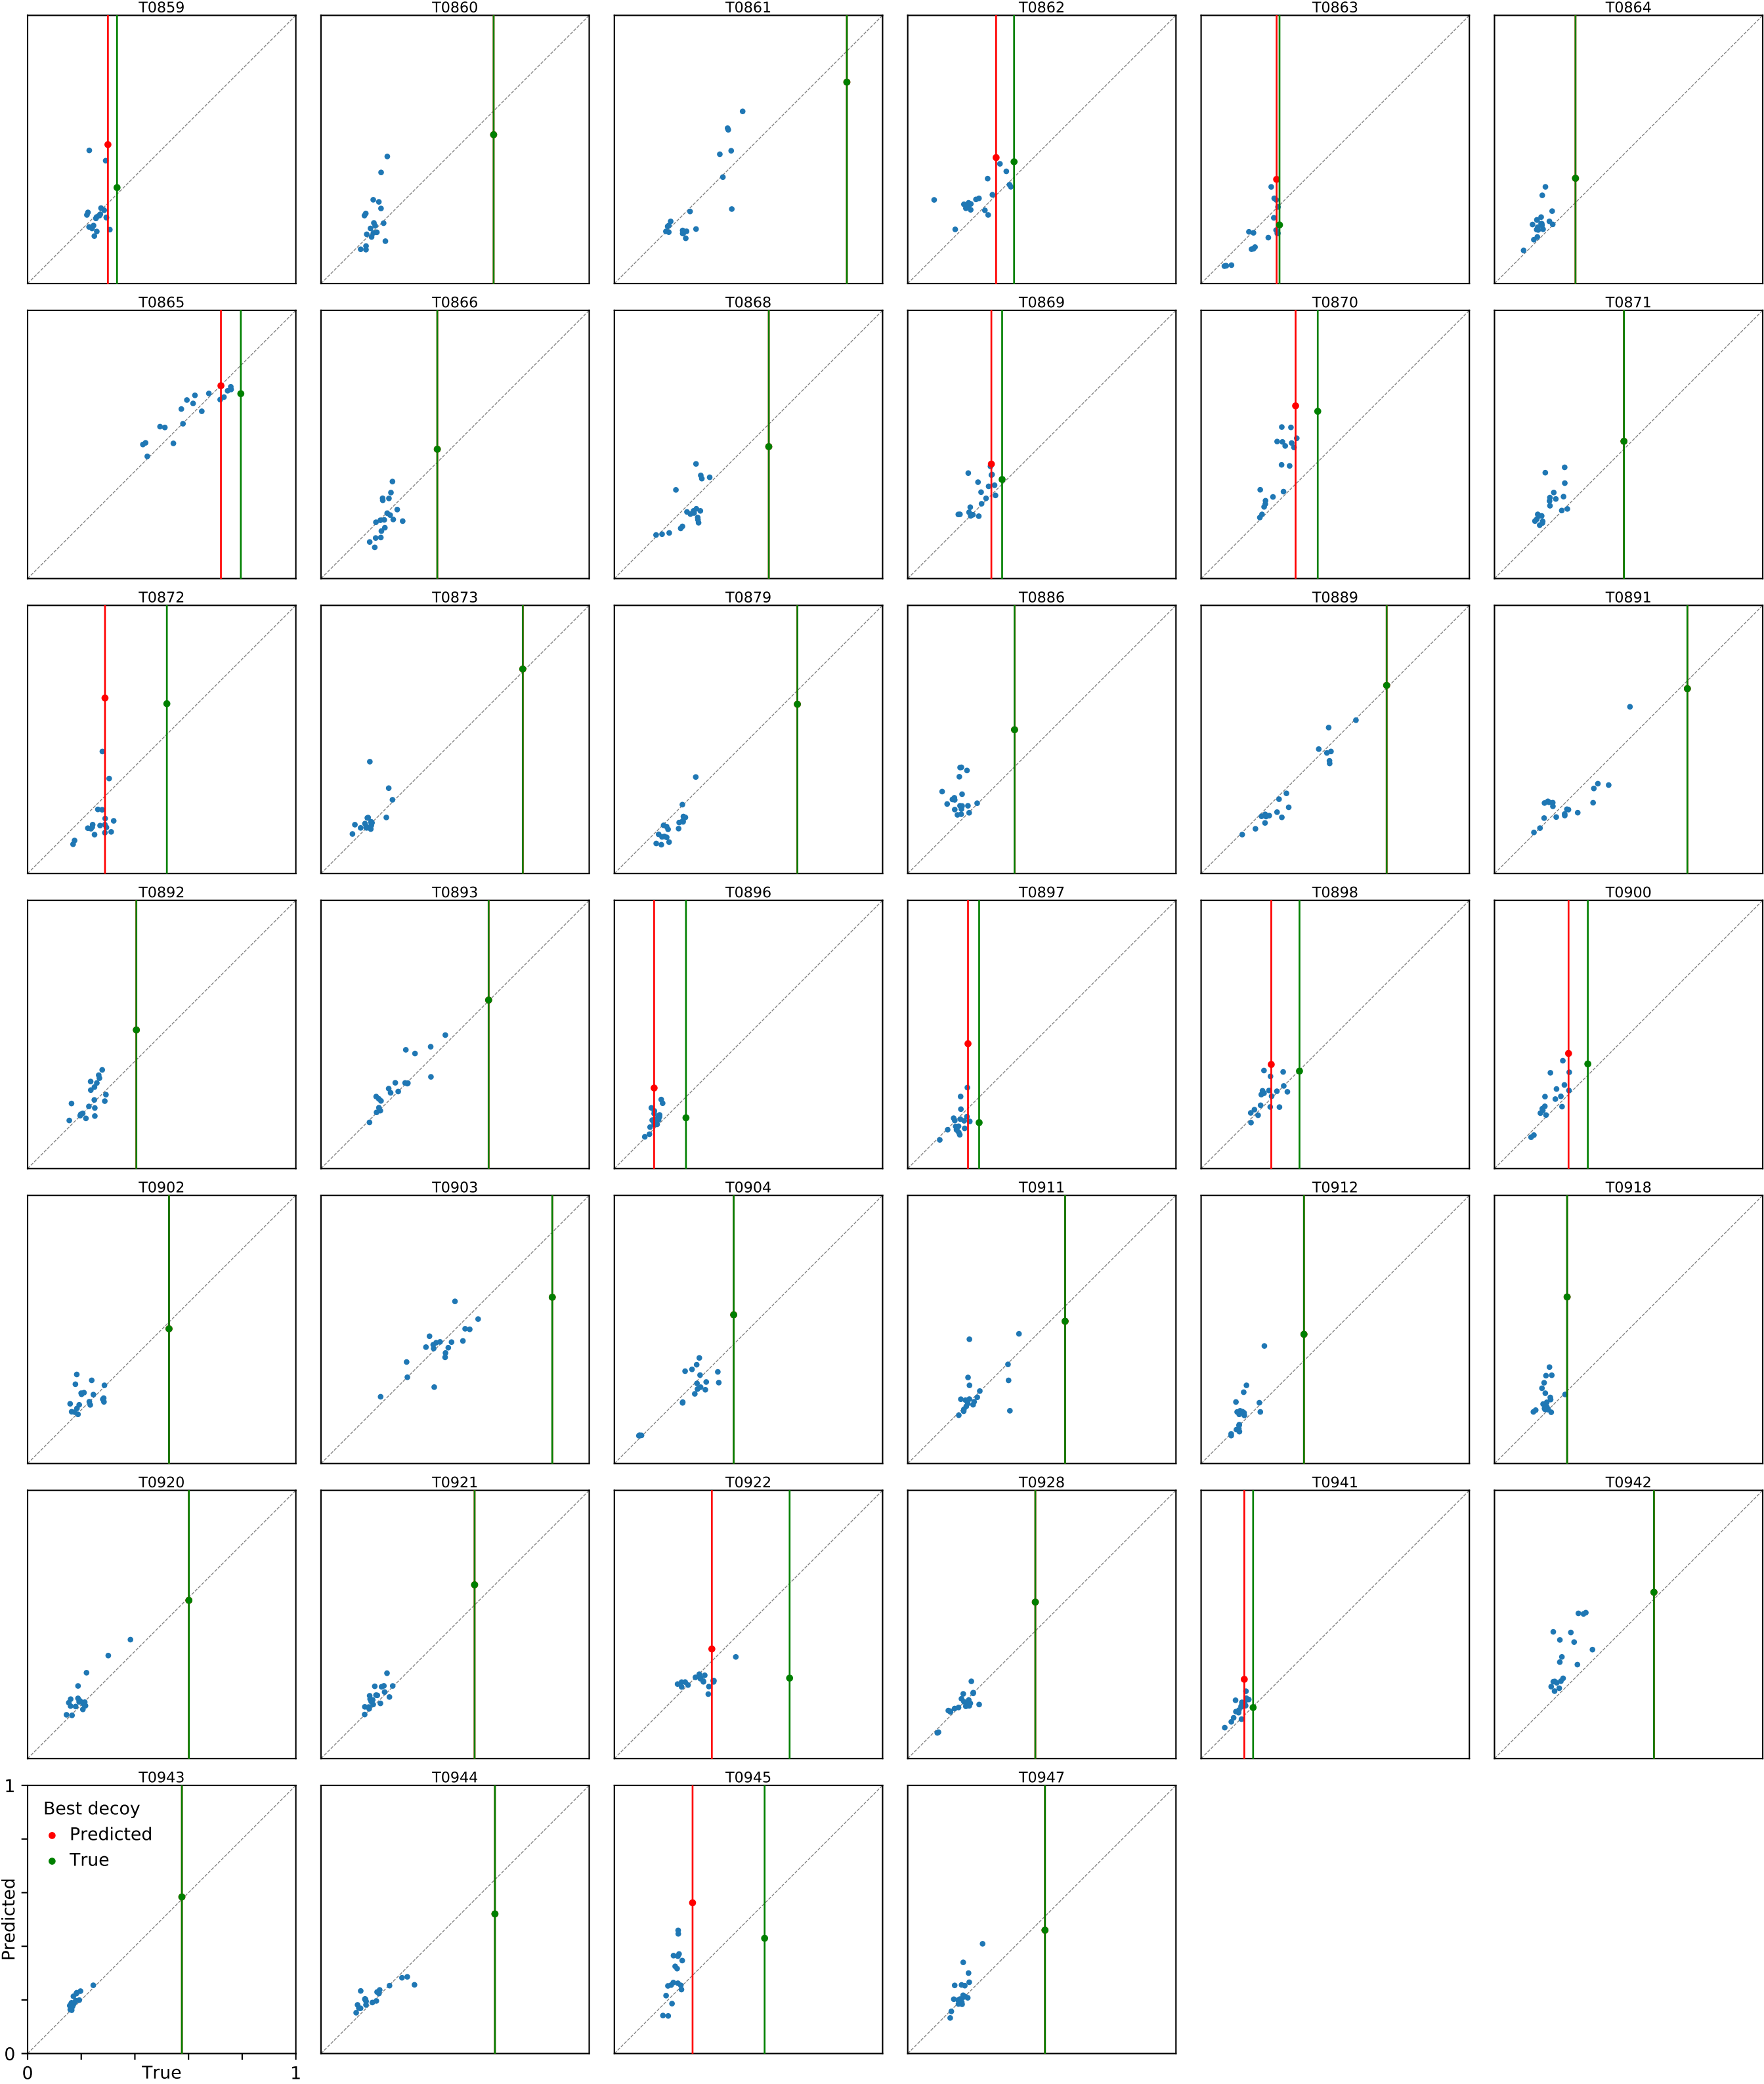 T0859 T0860 T0861 T0862 T0863 T0864
T0865 T0866 T0868 T0869 T0870 T0871
T0872 T0873 T0879 T0886 T0889 T0891
T0892 T0893 T0896 T0897 T0898 T0900
T0902 T0903 T0904 T0911 T0912 T0918
T0920 T0921 T0922 T0928 T0941 T0942
T0943 T0944 T0945 T0947
1
Best decoy
Predicted
True
Predicted
0
0 True 1